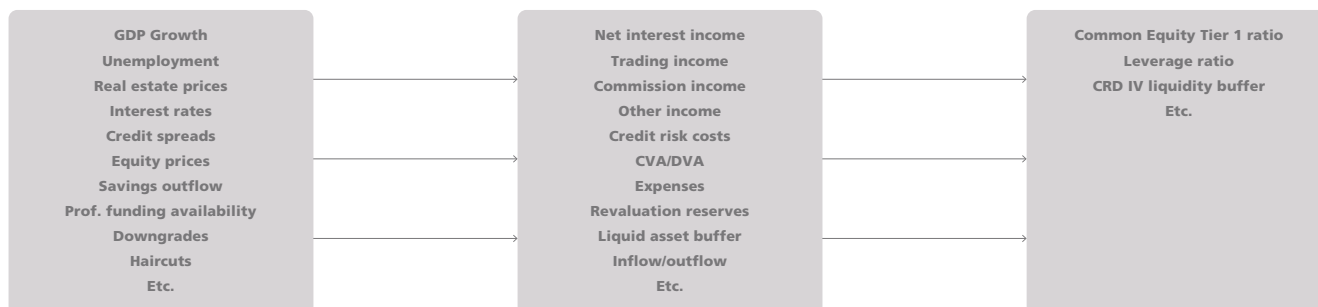 GDP Growth
Unemployment
Real estate prices
Interest rates
Credit spreads
Equity prices
Savings outflow
Prof. funding availability
Downgrades
Haircuts
Etc.
Net interest income
Trading income
Commission income
Other income
Credit risk costs
CVA/DVA
Expenses
Revaluation reserves
Liquid asset buffer
Inflow/outflow
Etc.
Common Equity Tier 1 ratio
Leverage ratio
CRD IV liquidity buffer
Etc.